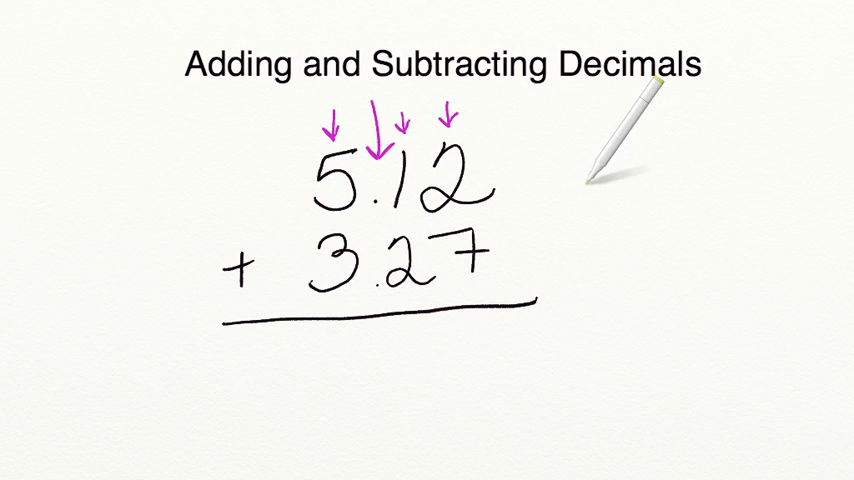 Adding and Subtracting Decimals
5.12
+ 3.27